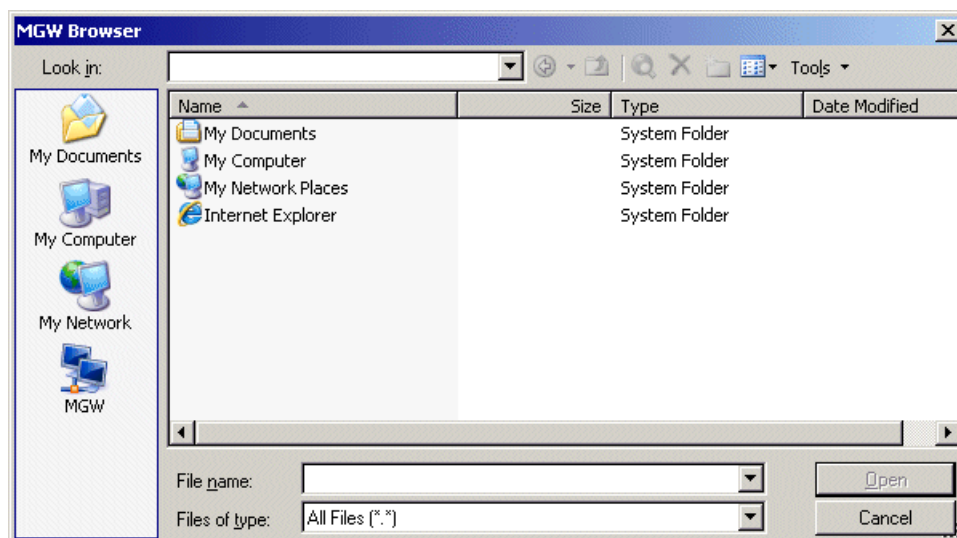 MGW Browser
Look in:
Tools
Name Size Type Date Modified
My Documents System Folder
My Computer System Folder
My Network Places System Folder
Internet Explorer System Folder
My Documents
My Computer
My Network
MGW
File name:
Open
Files of type: All Files (*.*)
Cancel